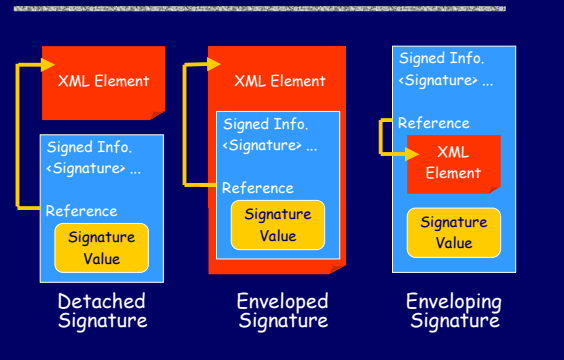 XML Element
Signed Info.
<Signature> ...
Reference
Signature
Value
Detached
Signature
XML Element
Signed Info.
<Signature> ...
Reference
Signature
Value
Enveloped
Signature
Signed Info.
<Signature> ...
Reference
XML
Element
Signature
Value
Enveloping
Signature